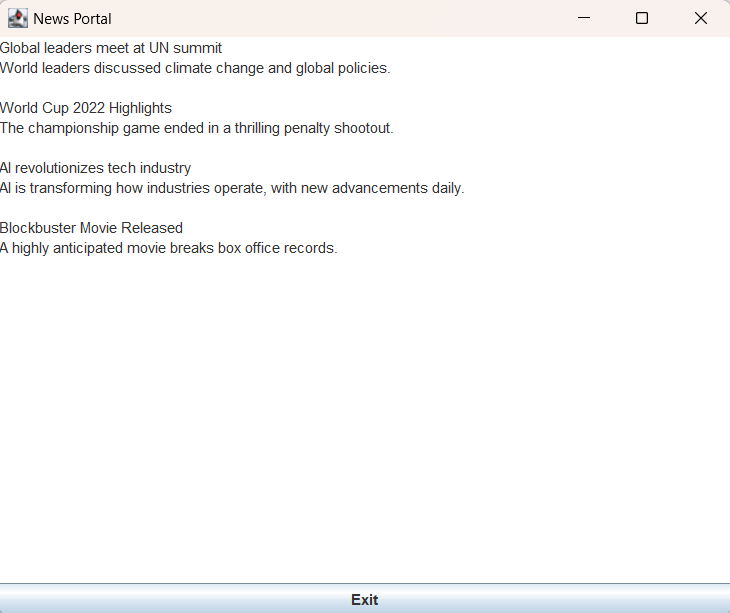 News Portal
Global leaders meet at UN summit
World leaders discussed climate change and global policies.
World Cup 2022 Highlights
The championship game ended in a thrilling penalty shootout.
AI revolutionizes tech industry
AI is transforming how industries operate, with new advancements daily.
Blockbuster Movie Released
A highly anticipated movie breaks box office records.
Exit